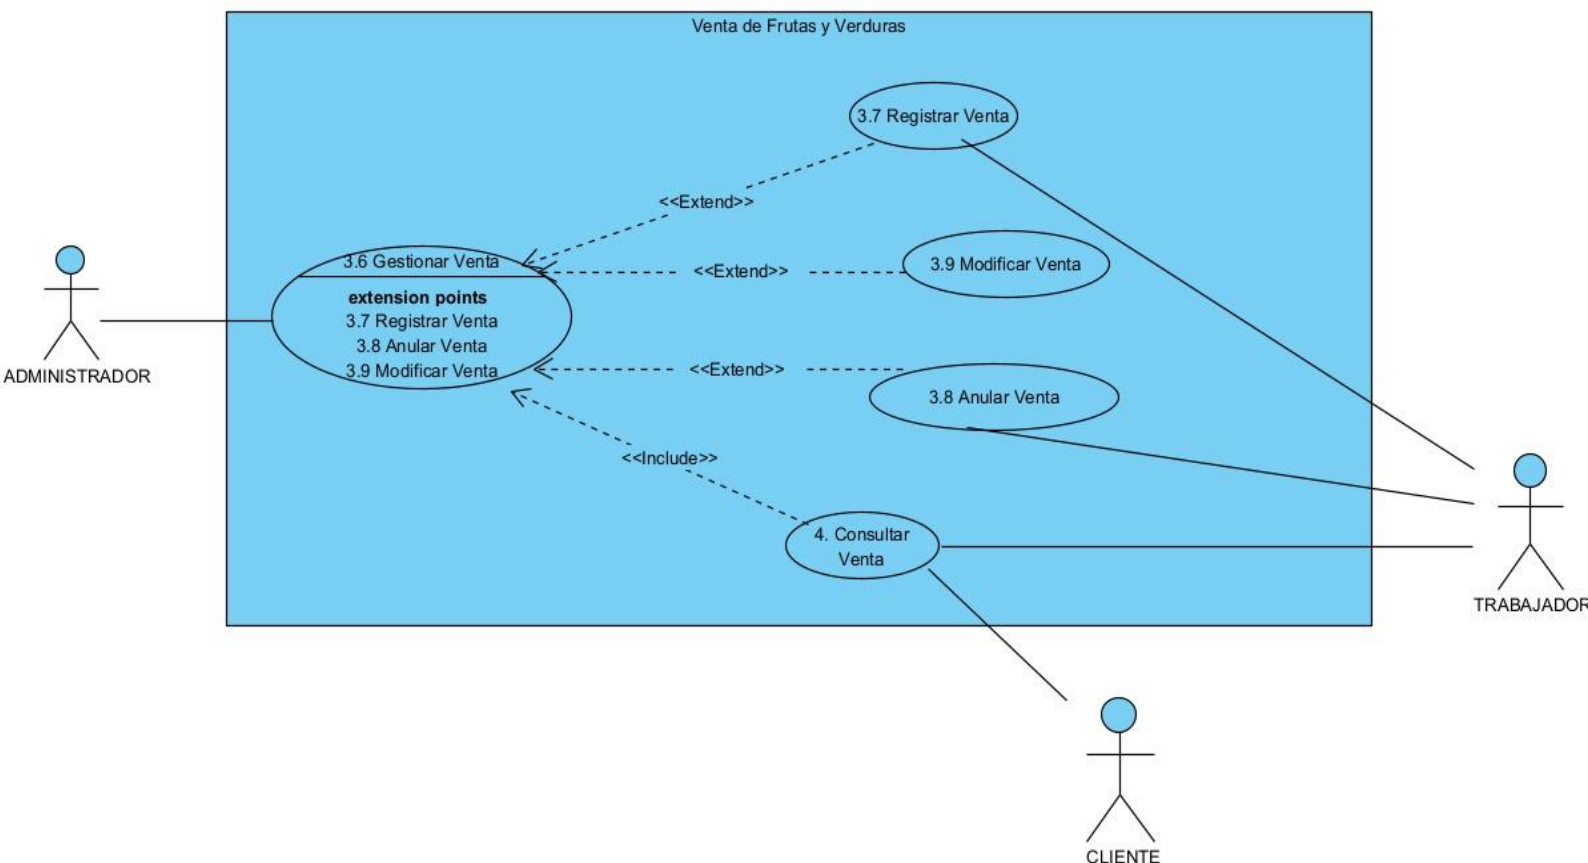 Venta de Frutas y Verduras
3.7 Registrar Venta
<<Extend>>
3.6 Gestionar Venta
extension points
3.7 Registrar Venta
3.8 Anular Venta
3.9 Modificar Venta
<<Extend>>
3.9 Modificar Venta
<<Extend>>
3.8 Anular Venta
ADMINISTRADOR
<<Include>>
4. Consultar
Venta
TRABAJADOR
CLIENTE